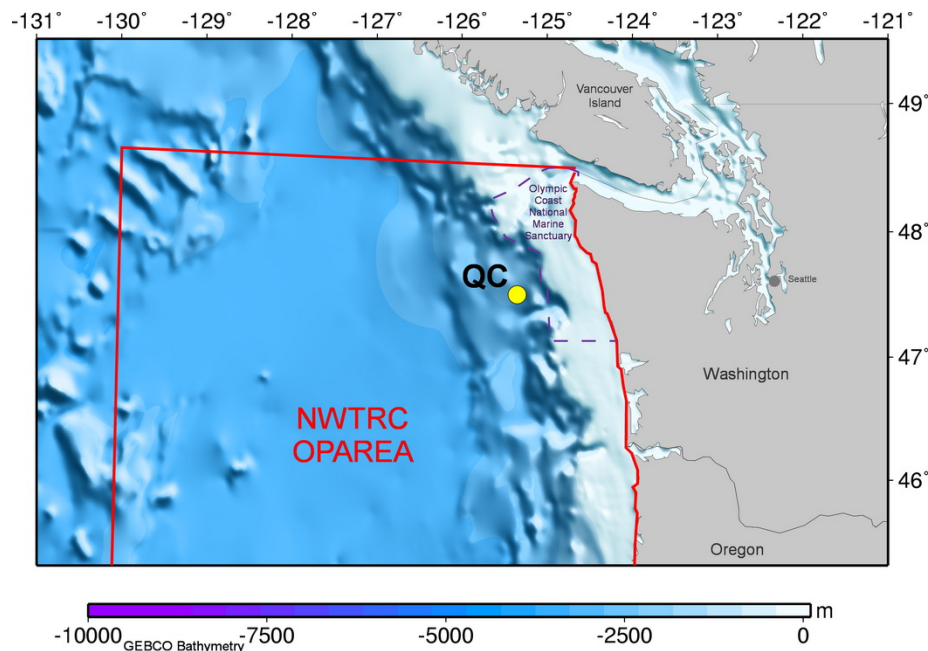 -131° -130° -129° -128° -127° -126° -125° -124° -123° -122° -121°
Vancouver
Island
49°
Olympic
Coast
National
Marine
Sanctuary
48°
QC
Seattle
47°
Washington
NWTRC
OPAREA
46°
Oregon
m
-10000 -7500 -5000 -2500 0
GEBCO Bathymetry